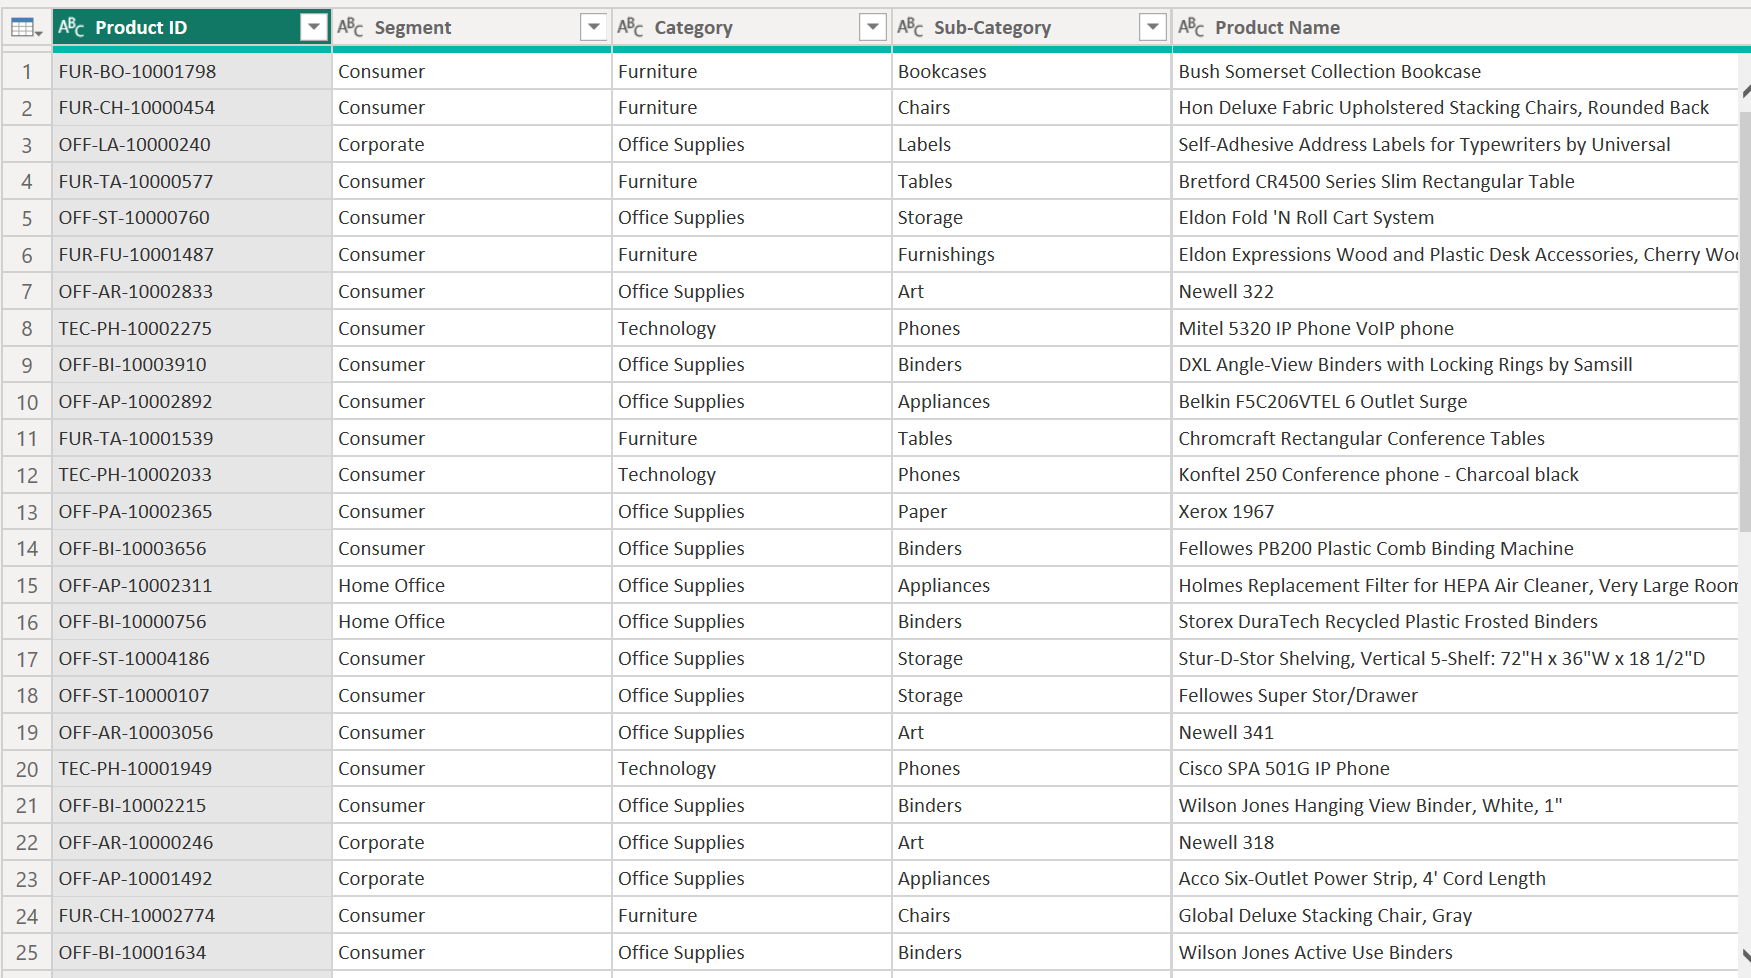 ABC Product ID ABC Segment ABC Category ABC Sub-Category ABC Product Name
1 FUR-BO-10001798 Consumer Furniture Bookcases Bush Somerset Collection Bookcase
2 FUR-CH-10000454 Consumer Furniture Chairs Hon Deluxe Fabric Upholstered Stacking Chairs, Rounded Back
3 OFF-LA-10000240 Corporate Office Supplies Labels Self-Adhesive Address Labels for Typewriters by Universal
4 FUR-TA-10000577 Consumer Furniture Tables Bretford CR4500 Series Slim Rectangular Table
5 OFF-ST-10000760 Consumer Office Supplies Storage Eldon Fold 'N Roll Cart System
6 FUR-FU-10001487 Consumer Furniture Furnishings Eldon Expressions Wood and Plastic Desk Accessories, Cherry Woo
7 OFF-AR-10002833 Consumer Office Supplies Art Newell 322
8 TEC-PH-10002275 Consumer Technology Phones Mitel 5320 IP Phone VoIP phone
9 OFF-BI-10003910 Consumer Office Supplies Binders DXL Angle-View Binders with Locking Rings by Samsill
10 OFF-AP-10002892 Consumer Office Supplies Appliances Belkin F5C206VTEL 6 Outlet Surge
11 FUR-TA-10001539 Consumer Furniture Tables Chromcraft Rectangular Conference Tables
12 TEC-PH-10002033 Consumer Technology Phones Konftel 250 Conference phone - Charcoal black
13 OFF-PA-10002365 Consumer Office Supplies Paper Xerox 1967
14 OFF-BI-10003656 Consumer Office Supplies Binders Fellowes PB200 Plastic Comb Binding Machine
15 OFF-AP-10002311 Home Office Office Supplies Appliances Holmes Replacement Filter for HEPA Air Cleaner, Very Large Room
16 OFF-BI-10000756 Home Office Office Supplies Binders Storex DuraTech Recycled Plastic Frosted Binders
17 OFF-ST-10004186 Consumer Office Supplies Storage Stur-D-Stor Shelving, Vertical 5-Shelf: 72"H x 36"W x 18 1/2"D
18 OFF-ST-10000107 Consumer Office Supplies Storage Fellowes Super Stor/Drawer
19 OFF-AR-10003056 Consumer Office Supplies Art Newell 341
20 TEC-PH-10001949 Consumer Technology Phones Cisco SPA 501G IP Phone
21 OFF-BI-10002215 Consumer Office Supplies Binders Wilson Jones Hanging View Binder, White, 1"
22 OFF-AR-10000246 Corporate Office Supplies Art Newell 318
23 OFF-AP-10001492 Corporate Office Supplies Appliances Acco Six-Outlet Power Strip, 4' Cord Length
24 FUR-CH-10002774 Consumer Furniture Chairs Global Deluxe Stacking Chair, Gray
25 OFF-BI-10001634 Consumer Office Supplies Binders Wilson Jones Active Use Binders